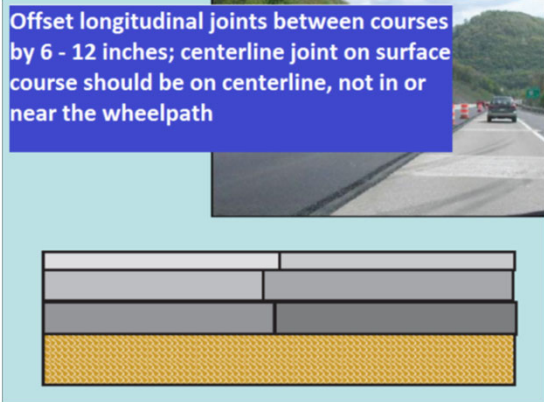 Offset longitudinal joints between courses
by 6 - 12 inches; centerline joint on surface
course should be on centerline, not in or
near the wheelpath